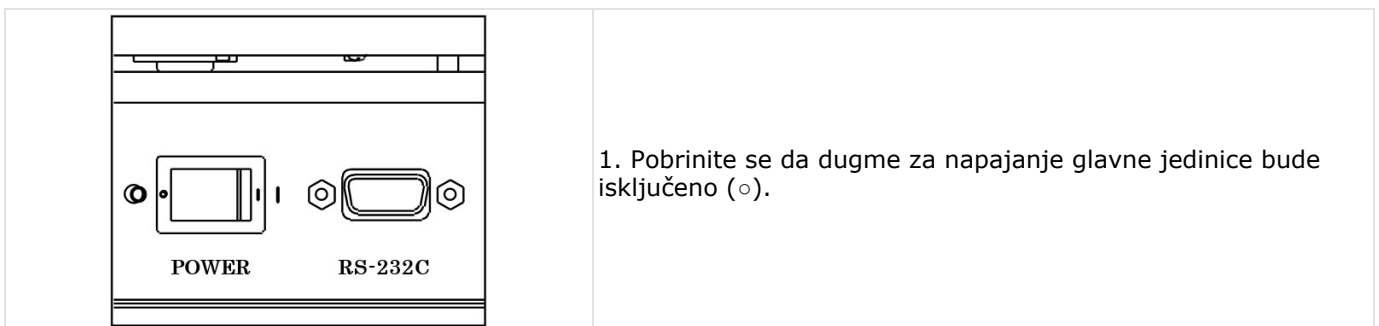 POWER RS-232C
1. Pobrinite se da dugme za napajanje glavne jedinice bude
isključeno (○).